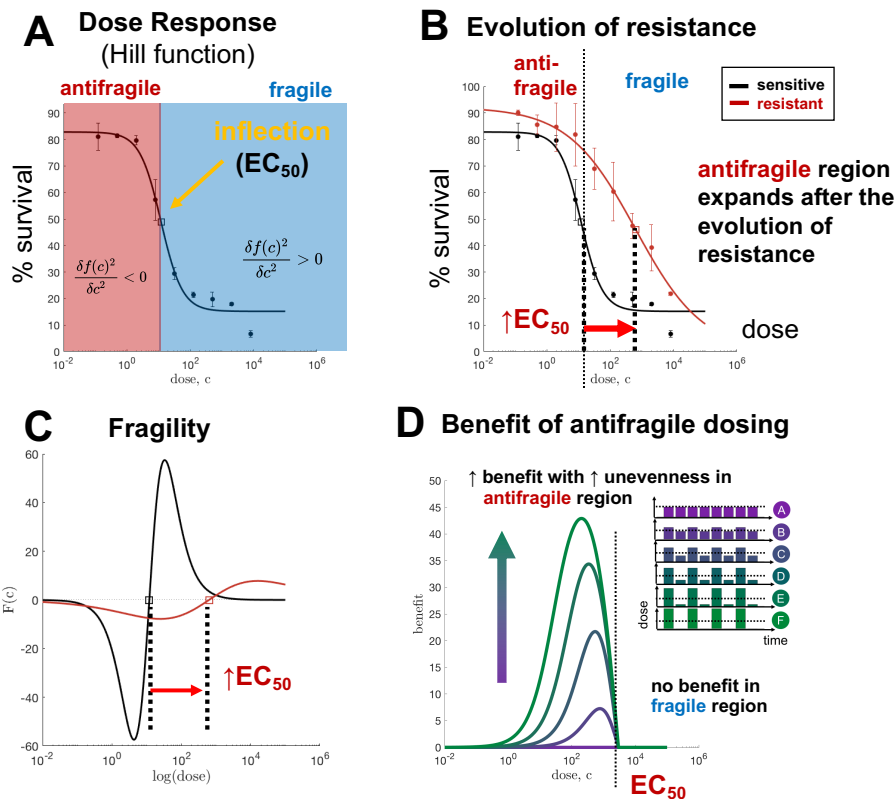 A
Dose Response
(Hill function)
antifragile
fragile
inflection
(EC50)
% survival
δf(c)²
δc²
< 0
δf(c)²
δc²
> 0
90
80
70
60
50
40
30
20
10
0
10⁻²
10⁰
10²
10⁴
10⁶
dose, c
B
Evolution of resistance
anti-
fragile
fragile
sensitive
resistant
antifragile region
expands after the
evolution of
resistance
% survival
100
90
80
70
60
50
40
30
20
10
0
↑EC50
dose
10⁻²
10⁰
10²
10⁴
10⁶
dose, c
C
Fragility
F(c)
60
40
20
0
-20
-40
-60
↑EC50
10⁻²
10⁰
10²
10⁴
10⁶
log(dose)
D
Benefit of antifragile dosing
↑ benefit with ↑ unevenness in
antifragile region
benefit
50
45
40
35
30
25
20
15
10
5
0
A
B
C
D
E
F
dose
time
no benefit in
fragile region
10⁻²
10⁰
10²
10⁴
10⁶
dose, c
EC50